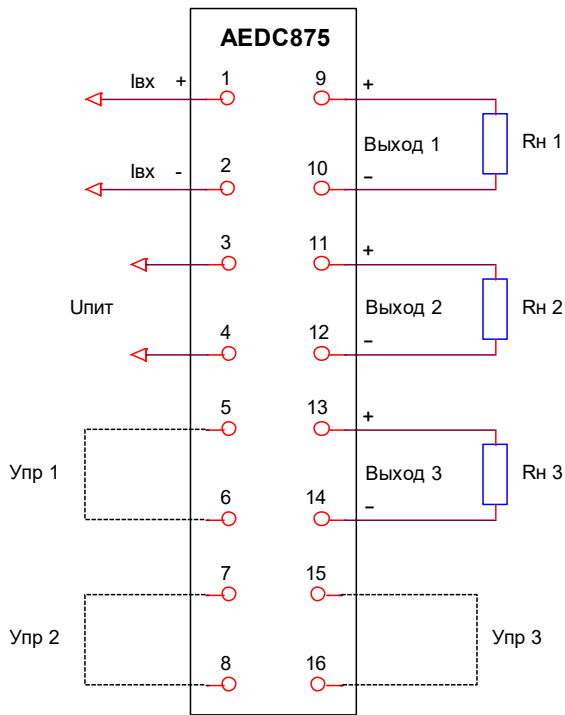 AEDC875
Iвх + 1 9 +
Выход 1 Rн 1
Iвх - 2 10 –
3 11 +
Uпит Выход 2 Rн 2
4 12 –
5 13 +
Упр 1 Выход 3 Rн 3
6 14 –
7 15
Упр 2 Упр 3
8 16